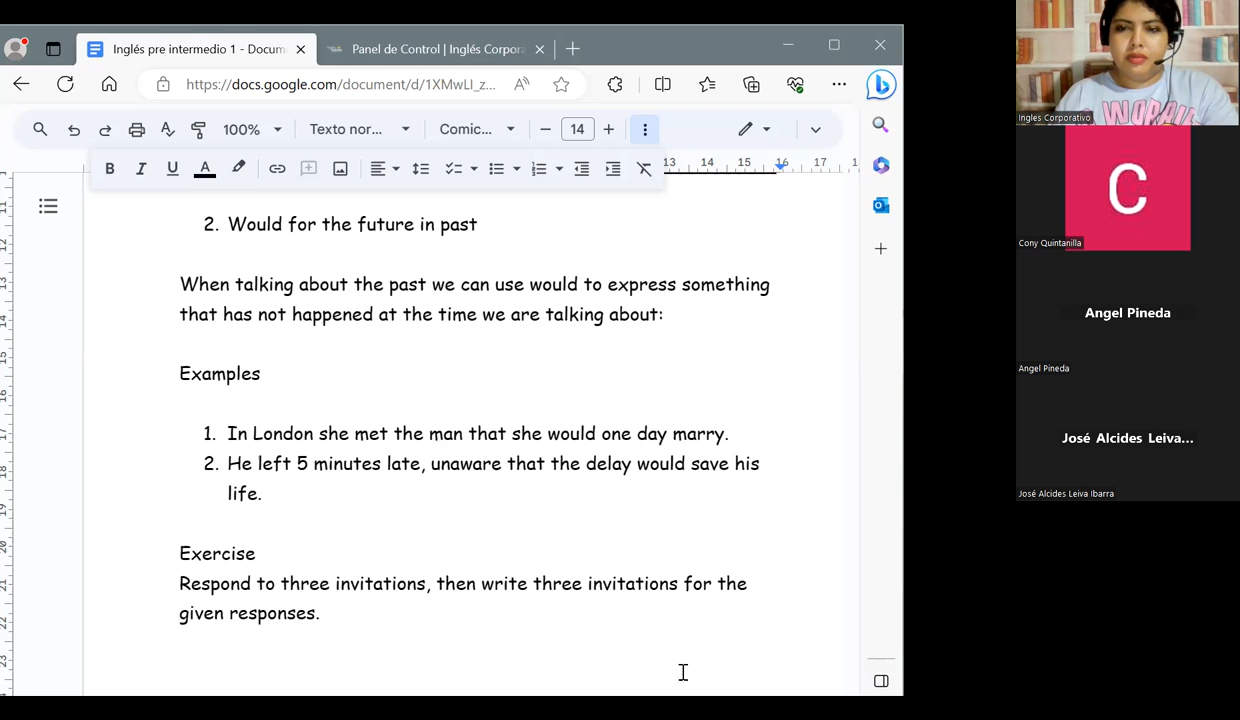 Inglés pre intermedio 1 - Docum
Panel de Control | Inglés Corpora
https://docs.google.com/document/d/1XMwLI_z...
100%
Texto nor...
Comic...
14
13 14 15 16 17
2. Would for the future in past
When talking about the past we can use would to express something
that has not happened at the time we are talking about:
Examples
1. In London she met the man that she would one day marry.
2. He left 5 minutes late, unaware that the delay would save his
life.
Exercise
Respond to three invitations, then write three invitations for the
given responses.
Ingles Corporativo
C
Cony Quintanilla
Angel Pineda
Angel Pineda
José Alcides Leiva...
José Alcides Leiva Ibarra